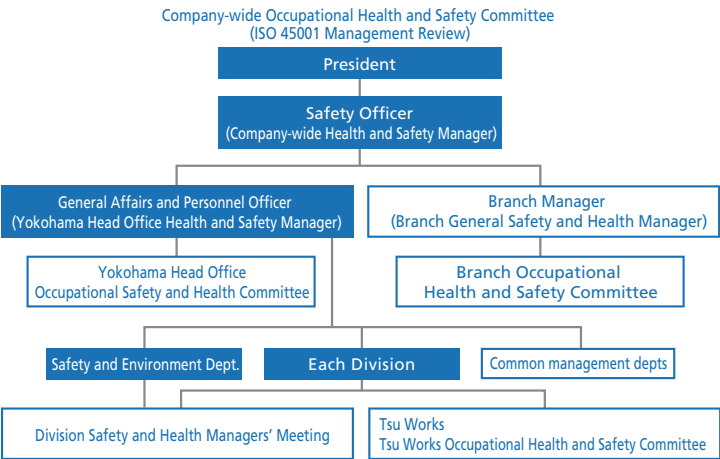 Company-wide Occupational Health and Safety Committee
(ISO 45001 Management Review)
President
Safety Officer
(Company-wide Health and Safety Manager)
General Affairs and Personnel Officer
(Yokohama Head Office Health and Safety Manager)
Branch Manager
(Branch General Safety and Health Manager)
Yokohama Head Office
Occupational Safety and Health Committee
Branch Occupational
Health and Safety Committee
Safety and Environment Dept.
Each Division
Common management depts
Division Safety and Health Managers' Meeting
Tsu Works
Tsu Works Occupational Health and Safety Committee